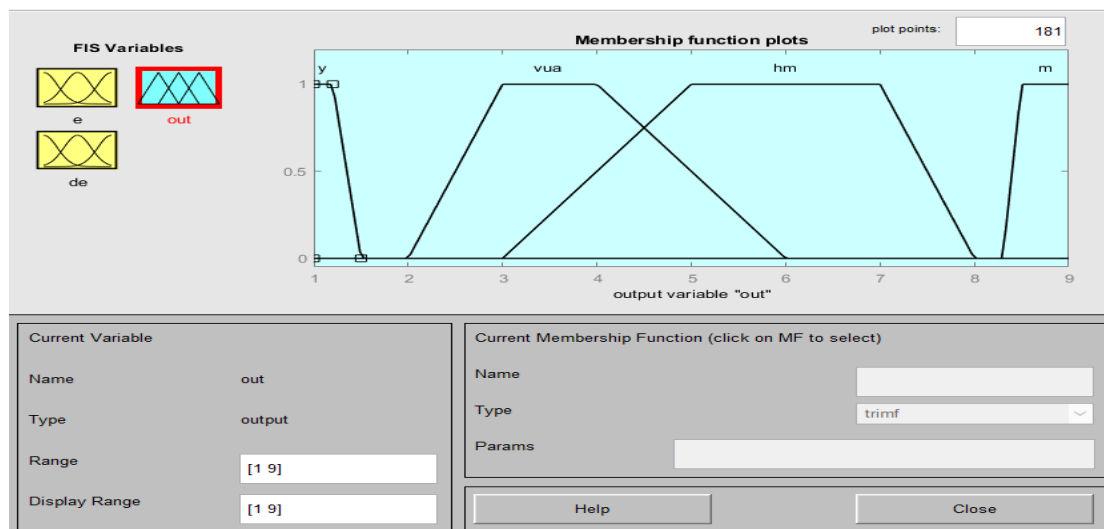 FIS Variables
e
out
de
Membership function plots
plot points:
181
y
vua
hm
m
1
0.5
0
1
2
3
4
5
6
7
8
9
output variable "out"
Current Variable
Name
out
Type
output
Range
[1 9]
Display Range
[1 9]
Current Membership Function (click on MF to select)
Name
Type
trimf
Params
Help
Close